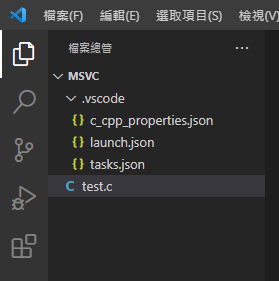 檔案(F) 編輯(E) 選取項目(S) 檢視(V)
檔案總管
MSVC
.vscode
{} c_cpp_properties.json
{} launch.json
{} tasks.json
C test.c